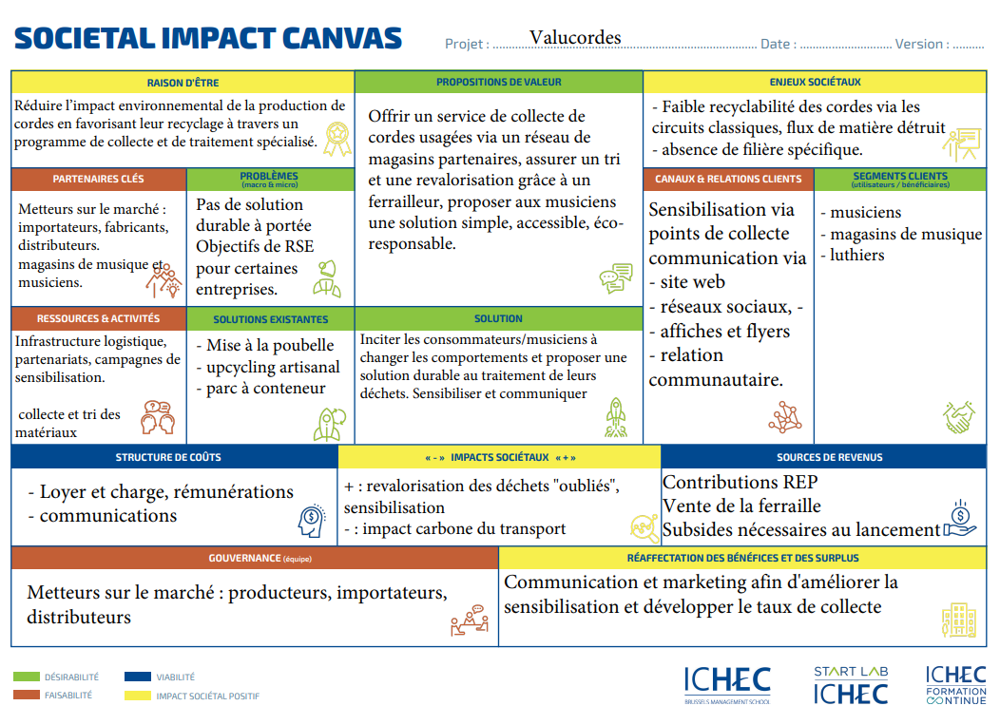 SOCIETAL IMPACT CANVAS
Projet : Valucordes Date : Version :
RAISON D'ÊTRE
Réduire l'impact environnemental de la production de
cordes en favorisant leur recyclage à travers un
programme de collecte et de traitement spécialisé.
PROPOSITIONS DE VALEUR
Offrir un service de collecte de
cordes usagées via un réseau de
magasins partenaires, assurer un tri
et une revalorisation grâce à un
ferrailleur, proposer aux musiciens
une solution simple, accessible, éco-
responsable.
ENJEUX SOCIÉTAUX
- Faible recyclabilité des cordes via les
circuits classiques, flux de matière détruit
- absence de filière spécifique.
PARTENAIRES CLÉS
Metteurs sur le marché :
importateurs, fabricants,
distributeurs.
magasins de musique et
musiciens.
PROBLÈMES
(macro & micro)
Pas de solution
durable à portée
Objectifs de RSE
pour certaines
entreprises.
CANAUX & RELATIONS CLIENTS
Sensibilisation via
points de collecte
communication via
- site web
- réseaux sociaux, -
- affiches et flyers
- relation
communautaire.
SEGMENTS CLIENTS
(utilisateurs / bénéficiaires)
- musiciens
- magasins de musique
- luthiers
RESSOURCES & ACTIVITÉS
Infrastructure logistique,
partenariats, campagnes de
sensibilisation.
collecte et tri des
matériaux
SOLUTIONS EXISTANTES
- Mise à la poubelle
- upcycling artisanal
- parc à conteneur
SOLUTION
Inciter les consommateurs/musiciens à
changer les comportements et proposer une
solution durable au traitement de leurs
déchets. Sensibiliser et communiquer
STRUCTURE DE COÛTS
- Loyer et charge, rémunérations
- communications
« - » IMPACTS SOCIÉTAUX « + »
+ : revalorisation des déchets "oubliés",
sensibilisation
- : impact carbone du transport
SOURCES DE REVENUS
Contributions REP
Vente de la ferraille
Subsides nécessaires au lancement
GOUVERNANCE (équipe)
Metteurs sur le marché : producteurs, importateurs,
distributeurs
RÉAFFECTATION DES BÉNÉFICES ET DES SURPLUS
Communication et marketing afin d'améliorer la
sensibilisation et développer le taux de collecte
DÉSIRABILITÉ
VIABILITÉ
FAISABILITÉ
IMPACT SOCIÉTAL POSITIF
ICHEC
BRUSSELS MANAGEMENT SCHOOL
START LAB
ICHEC
ICHEC
FORMATION
CONTINUE